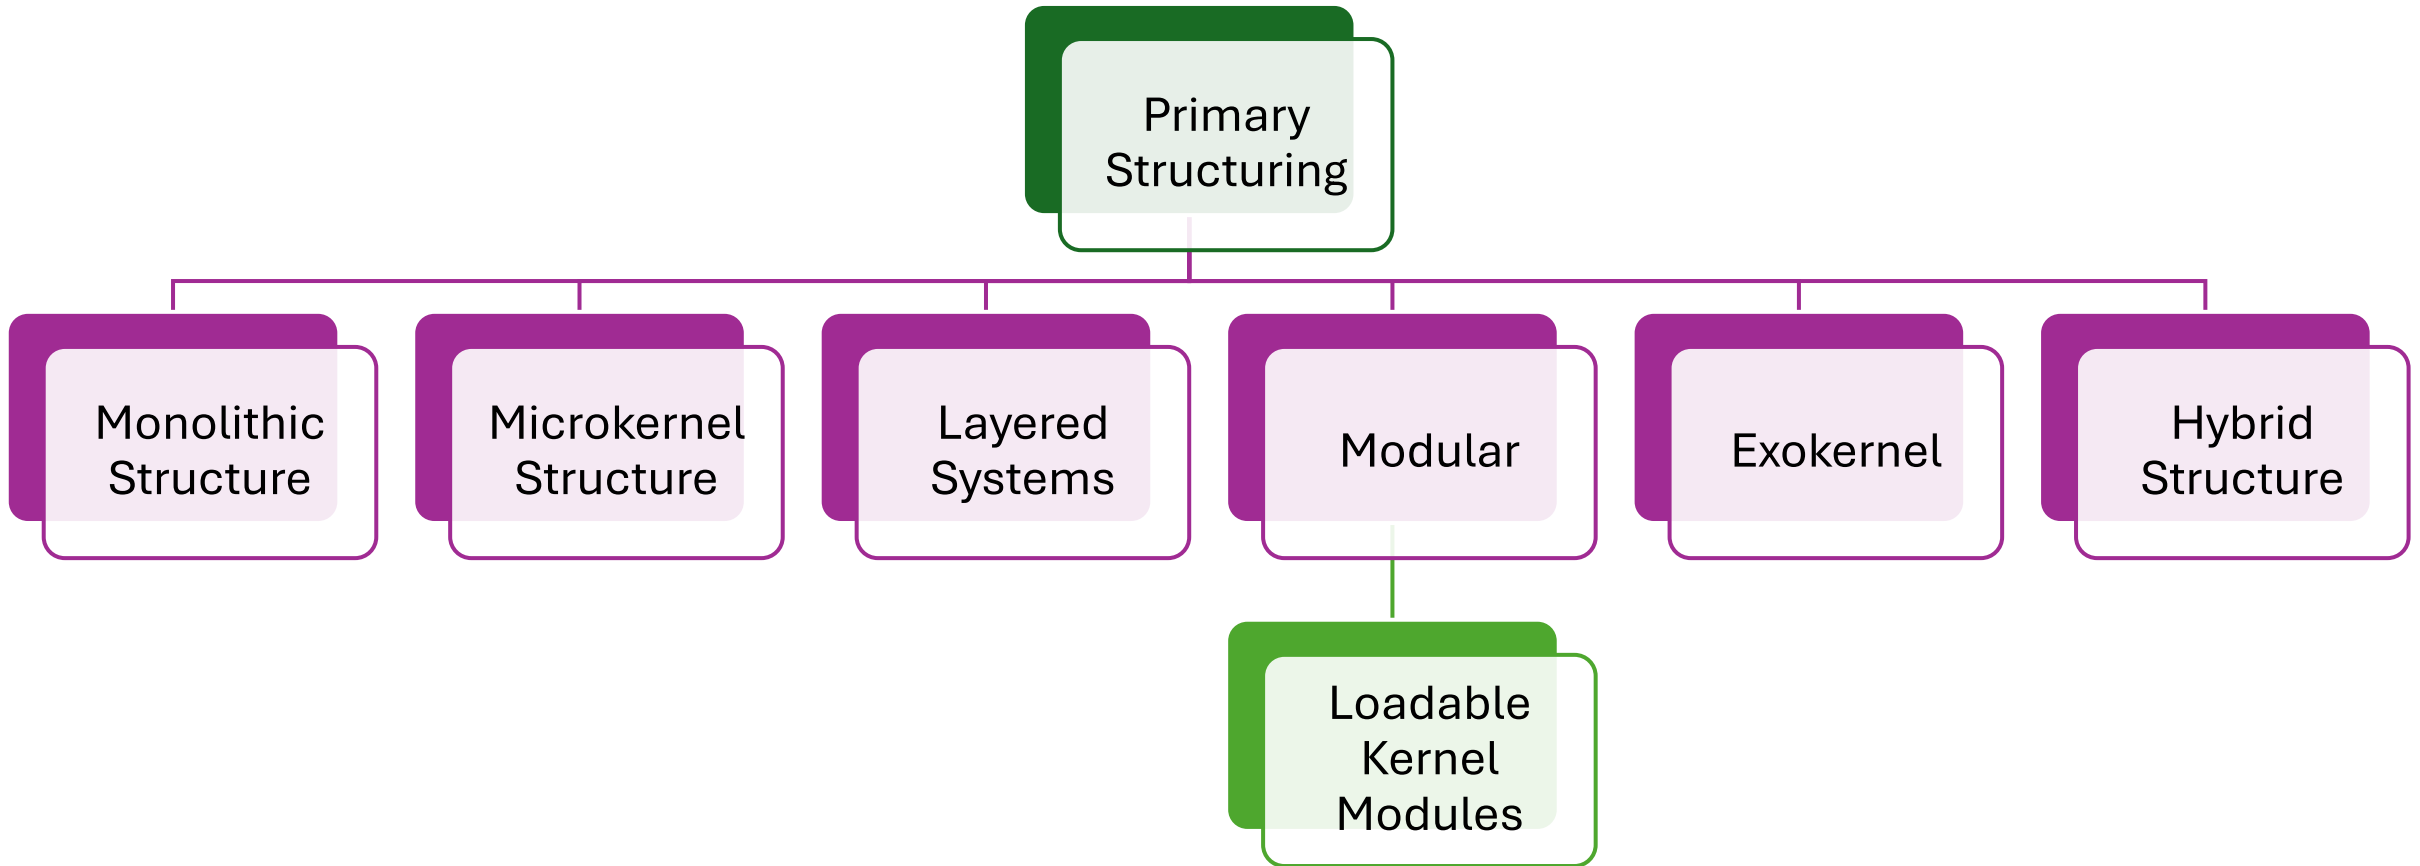 Primary
Structuring
Monolithic
Structure
Microkernel
Structure
Layered
Systems
Modular
Exokernel
Hybrid
Structure
Loadable
Kernel
Modules